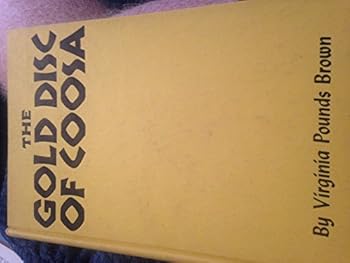 THE
GOLD DISC
OF COOSA
By Virginia Pounds Brown